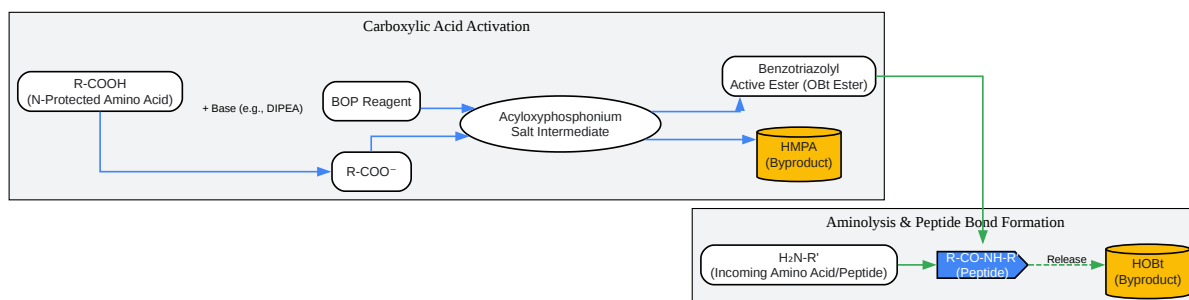 Carboxylic Acid Activation
R-COOH
(N-Protected Amino Acid)
+ Base (e.g., DIPEA)
BOP Reagent
R-COO⁻
Acyloxyphosphonium
Salt Intermediate
Benzotriazolyl
Active Ester (OBt Ester)
HMPA
(Byproduct)
Aminolysis & Peptide Bond Formation
H₂N-R'
(Incoming Amino Acid/Peptide)
R-CO-NH-R'
(Peptide)
Release
HOBt
(Byproduct)